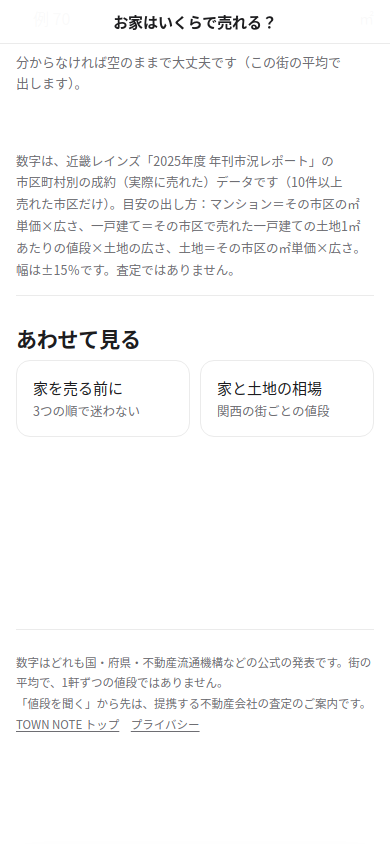 お家はいくらで売れる？
分からなければ空のままで大丈夫です（この街の平均で
出します）。
数字は、近畿レインズ「2025年度 年刊市況レポート」の
市区町村別の成約（実際に売れた）データです（10件以上
売れた市区だけ）。目安の出し方：マンション＝その市区の㎡
単価×広さ、一戸建て＝その市区で売れた一戸建ての土地1㎡
あたりの値段×土地の広さ、土地＝その市区の㎡単価×広さ。
幅は±15%です。査定ではありません。
あわせて見る
家を売る前に
3つの順で迷わない
家と土地の相場
関西の街ごとの値段
数字はどれも国・府県・不動産流通機構などの公式の発表です。街の
平均で、1軒ずつの値段ではありません。
「値段を聞く」から先は、提携する不動産会社の査定のご案内です。
TOWN NOTE トップ プライバシー